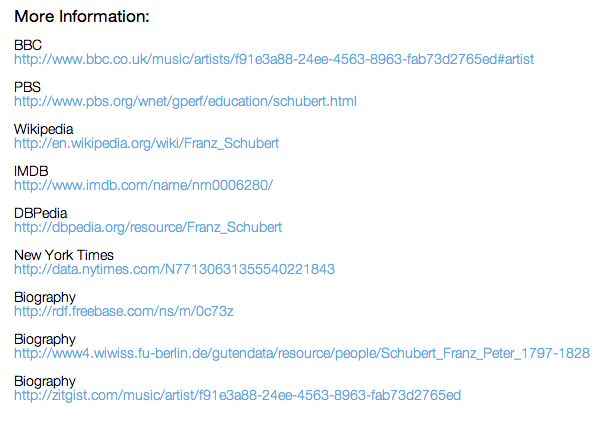 More Information:
BBC
http://www.bbc.co.uk/music/artists/f91e3a88-24ee-4563-8963-fab73d2765ed#artist
PBS
http://www.pbs.org/wnet/gperf/education/schubert.html
Wikipedia
http://en.wikipedia.org/wiki/Franz_Schubert
IMDB
http://www.imdb.com/name/nm0006280/
DBPedia
http://dbpedia.org/resource/Franz_Schubert
New York Times
http://data.nytimes.com/N77130631355540221843
Biography
http://rdf.freebase.com/ns/m/0c73z
Biography
http://www4.wiwiss.fu-berlin.de/gutendata/resource/people/Schubert_Franz_Peter_1797-1828
Biography
http://zitgist.com/music/artist/f91e3a88-24ee-4563-8963-fab73d2765ed